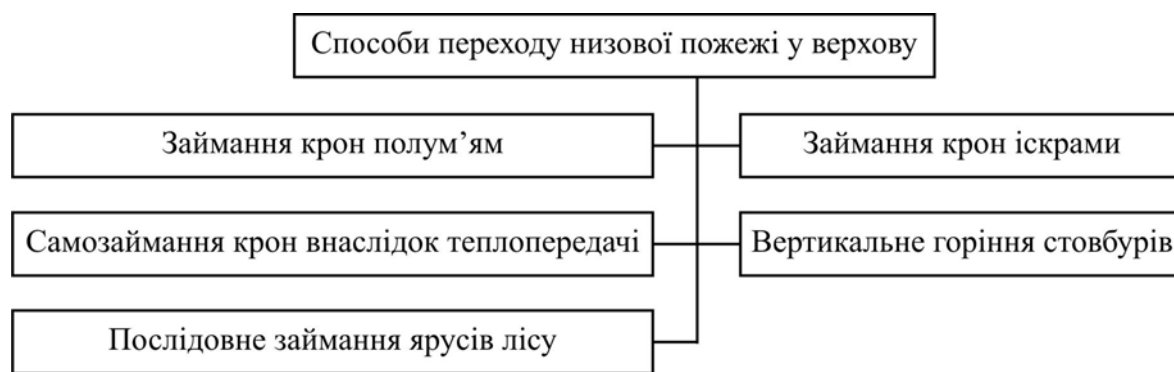 Способи переходу низової пожежі у верхову
Займання крон полум’ям
Займання крон іскрами
Самозаймання крон внаслідок теплопередачі
Вертикальне горіння стовбурів
Послідовне займання ярусів лісу